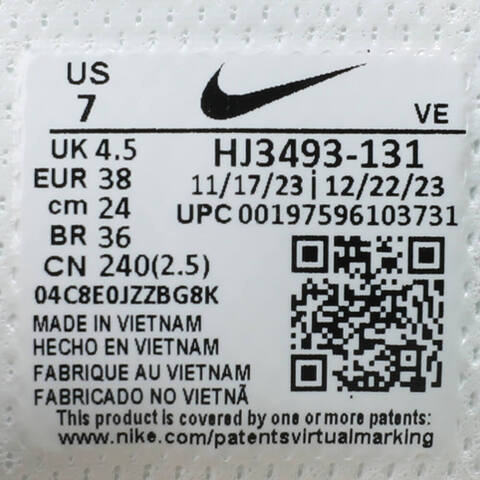 US
7
VE
UK 4.5
EUR 38
cm 24
BR 36
CN 240(2.5)
HJ3493-131
11/17/23 | 12/22/23
UPC 00197596103731
04C8E0JZZBG8K
MADE IN VIETNAM
HECHO EN VIETNAM
FABRIQUE AU VIETNAM
FABRICADO NO VIETNÃ
This product is covered by one or more patents:
www.nike.com/patentsvirtualmarking